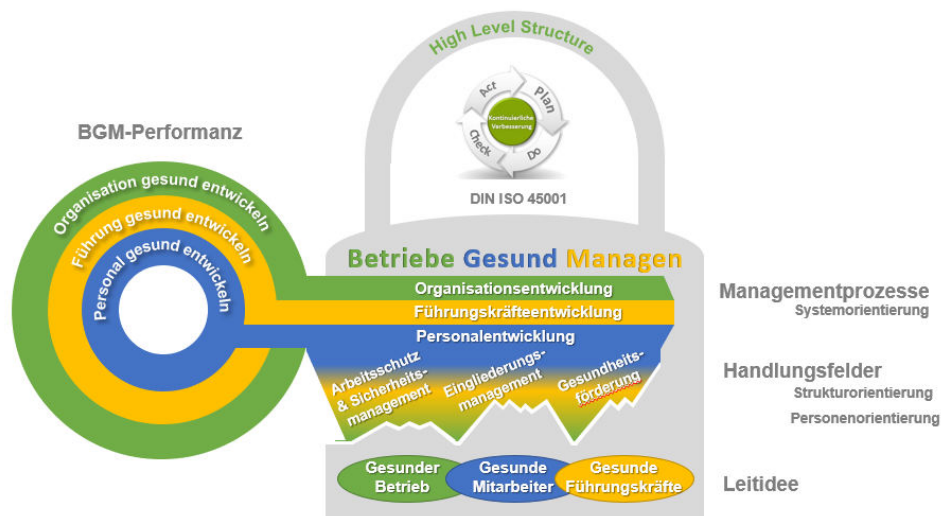 High Level Structure
Act
Plan
Kontinuierliche
Verbesserung
Check
Do
DIN ISO 45001
BGM-Performanz
Organisation gesund entwickeln
Führung gesund entwickeln
Personal gesund entwickeln
Betriebe Gesund Managen
Organisationsentwicklung
Führungskräfteentwicklung
Personalentwicklung
Managementprozesse
Systemorientierung
Arbeitsschutz
& Sicherheits-
management
Eingliederungs-
management
Gesundheits-
förderung
Handlungsfelder
Strukturorientierung
Personenorientierung
Gesunder
Betrieb
Gesunde
Mitarbeiter
Gesunde
Führungskräfte
Leitidee